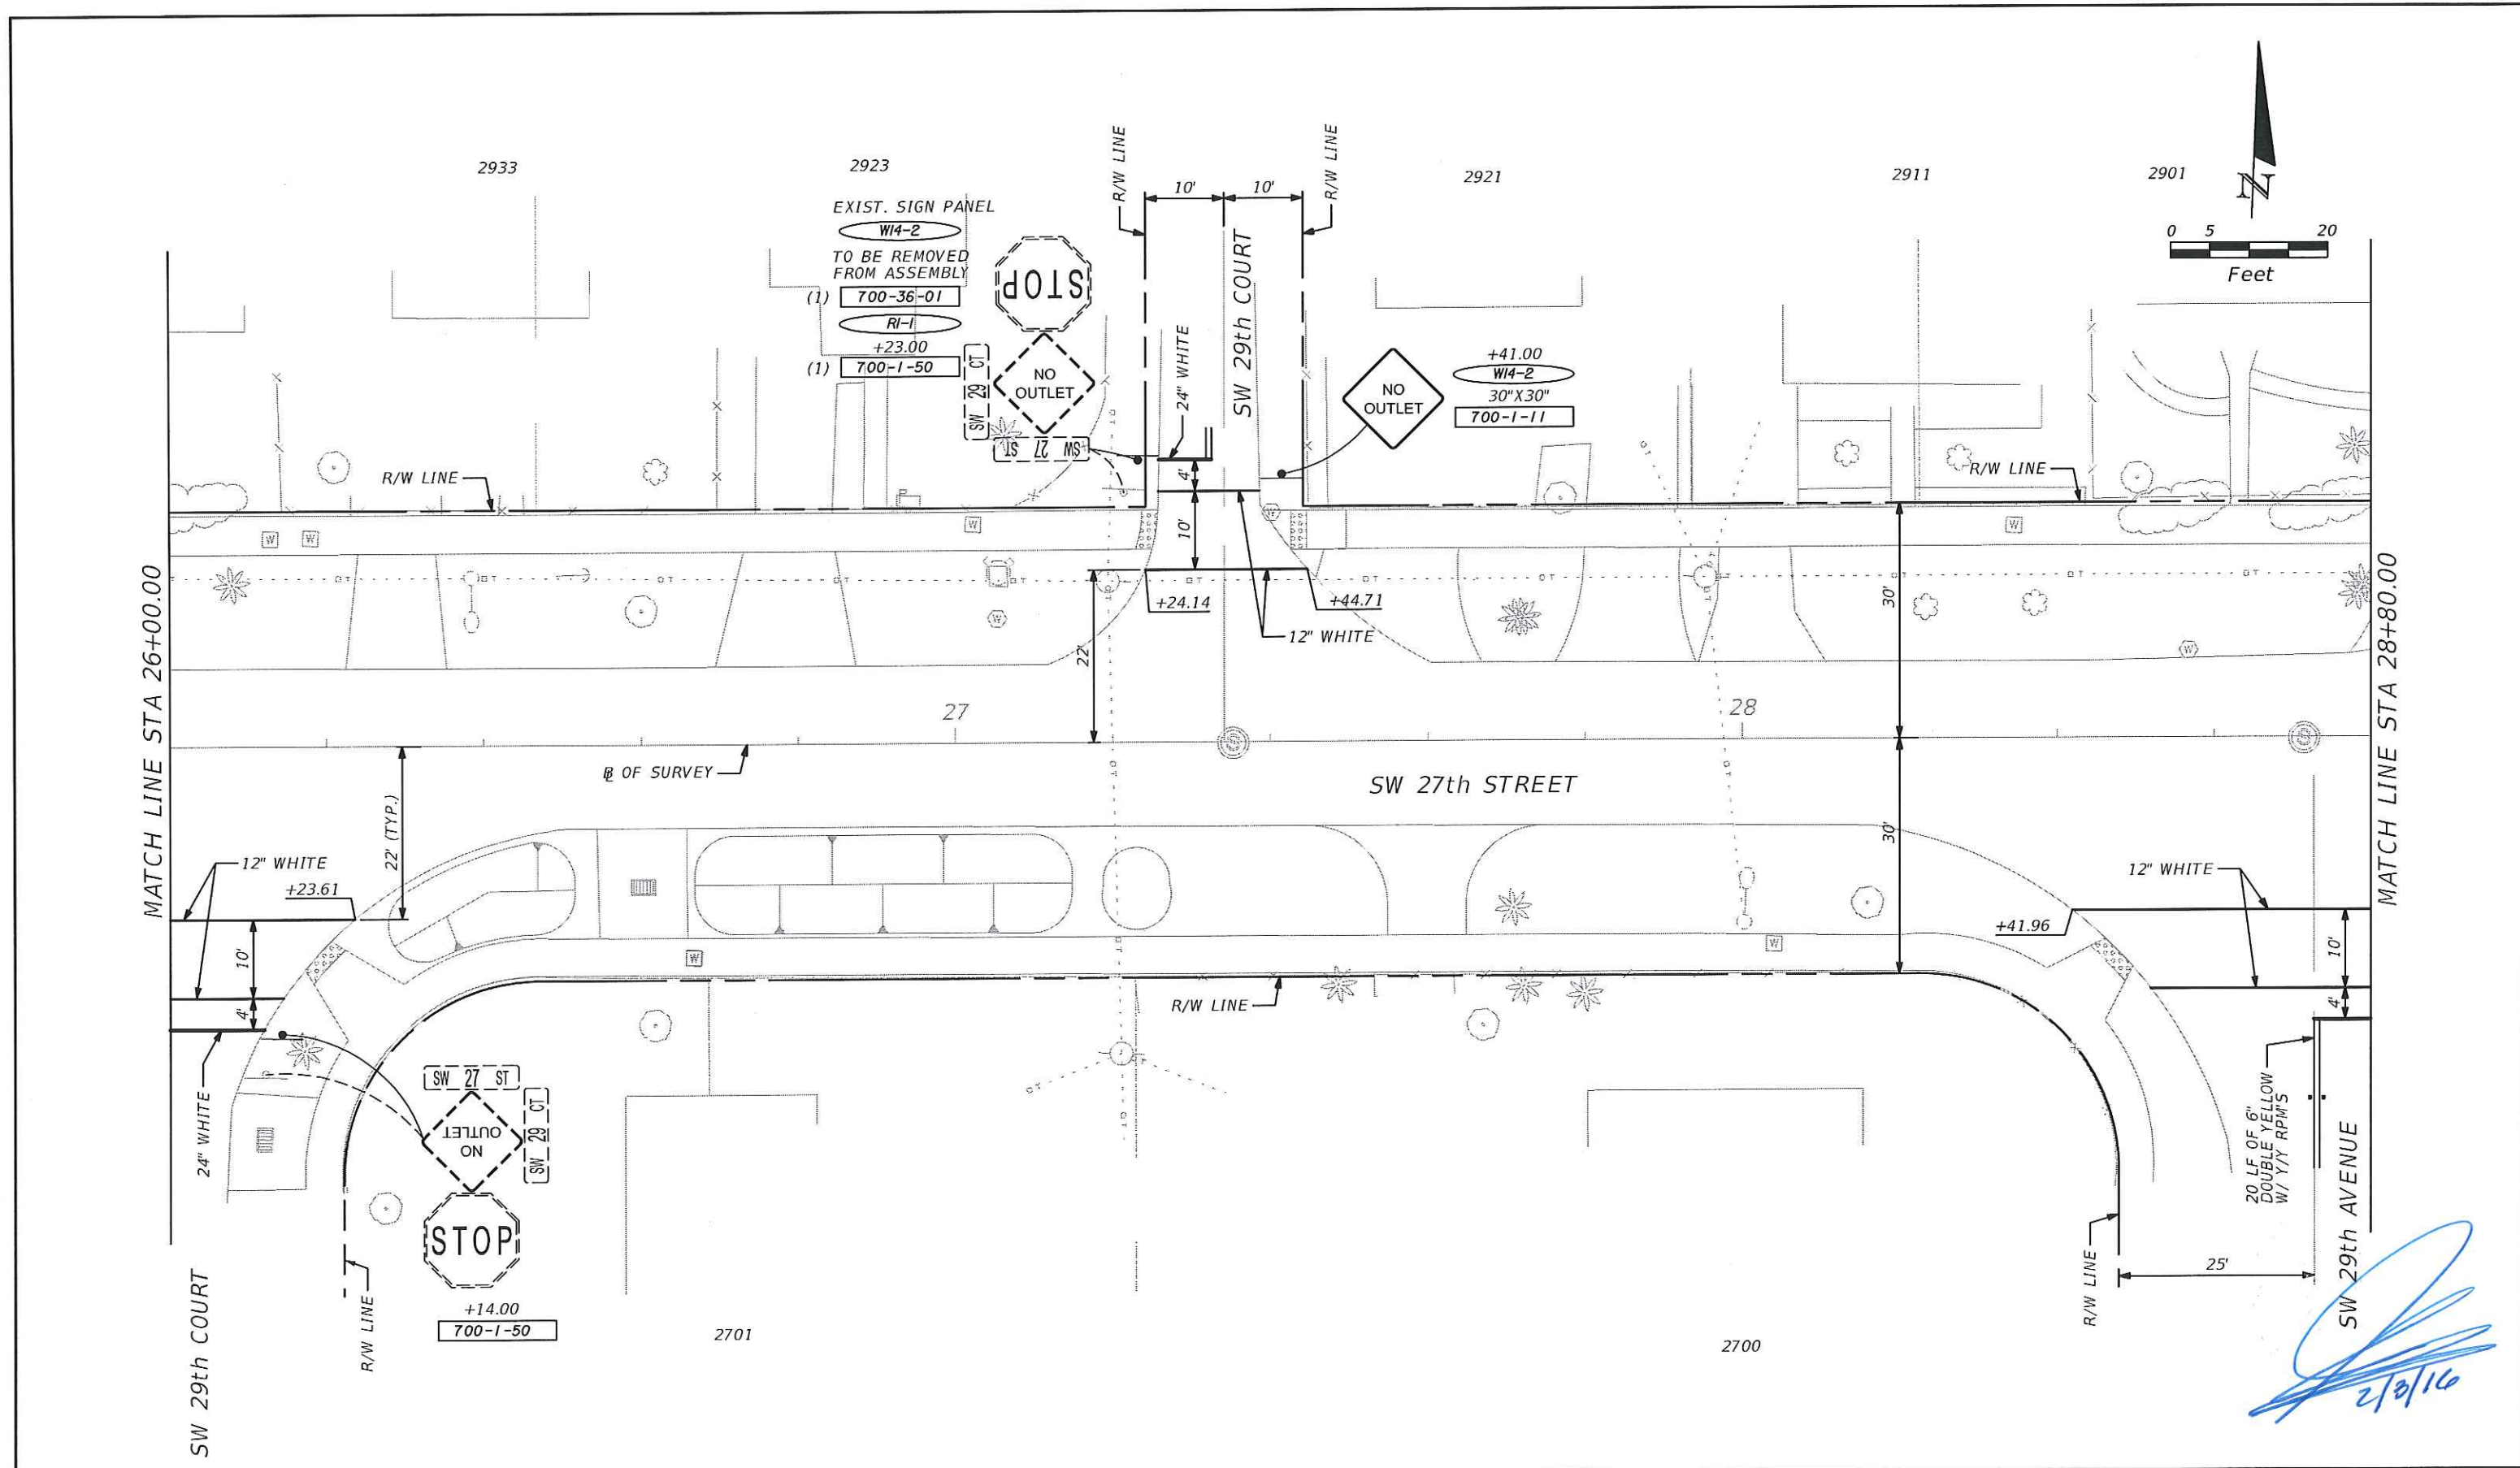 2933
2923
2921
2911
2901
N
0 5 20
Feet
EXIST. SIGN PANEL
W14-2
TO BE REMOVED
FROM ASSEMBLY
(1) 700-36-01
R1-1
+23.00
(1) 700-1-50
STOP
NO
OUTLET
SW 29 CT
SW 27 ST
R/W LINE
10'
10'
R/W LINE
SW 29th COURT
24" WHITE
4'
10'
NO
OUTLET
+41.00
W14-2
30"X30"
700-1-11
R/W LINE
R/W LINE
W
W
W
W
W
W
W
+24.14
+44.71
12" WHITE
22'
30'
MATCH LINE STA 26+00.00
MATCH LINE STA 28+80.00
27
28
BL OF SURVEY
SW 27th STREET
22' (TYP.)
30'
12" WHITE
+23.61
10'
4'
24" WHITE
W
W
12" WHITE
+41.96
10'
4'
R/W LINE
SW 27 ST
SW 29 CT
NO
OUTLET
STOP
+14.00
700-1-50
R/W LINE
SW 29th COURT
2701
2700
20 LF OF 6"
DOUBLE YELLOW
W/ Y/Y RPM'S
R/W LINE
25'
SW 29th AVENUE
2/3/16